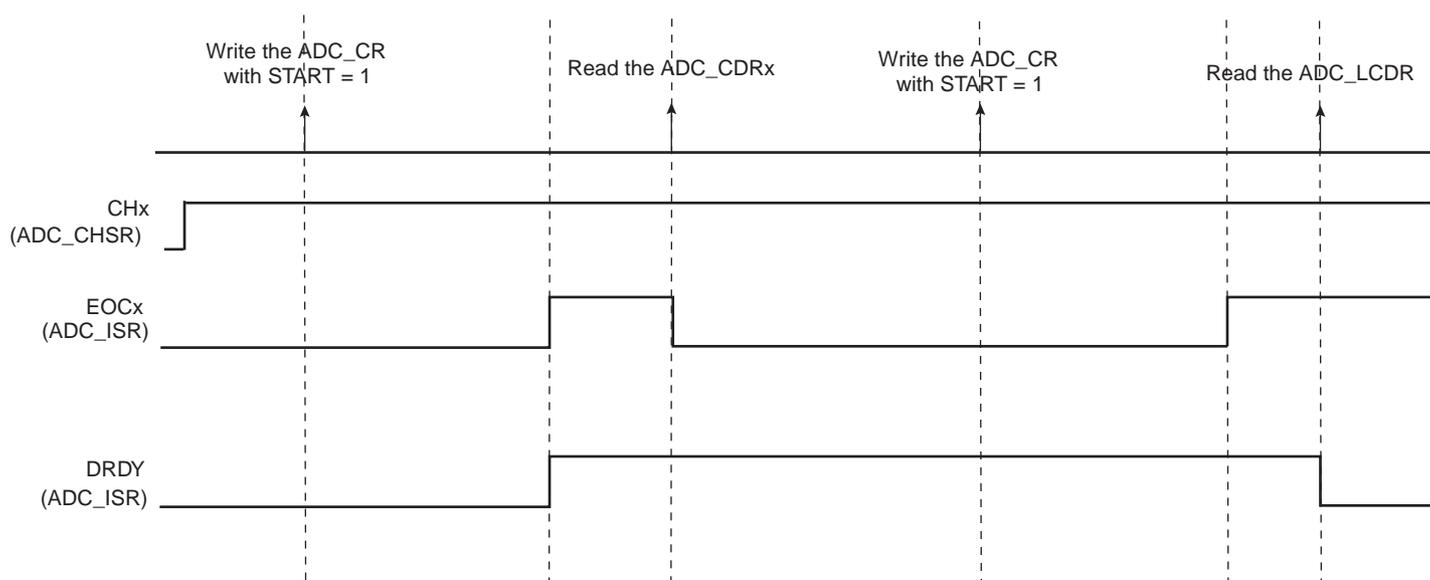 Write the ADC_CR
with START = 1
Read the ADC_CDRx
Write the ADC_CR
with START = 1
Read the ADC_LCDR
CHx
(ADC_CHSR)
EOCx
(ADC_ISR)
DRDY
(ADC_ISR)